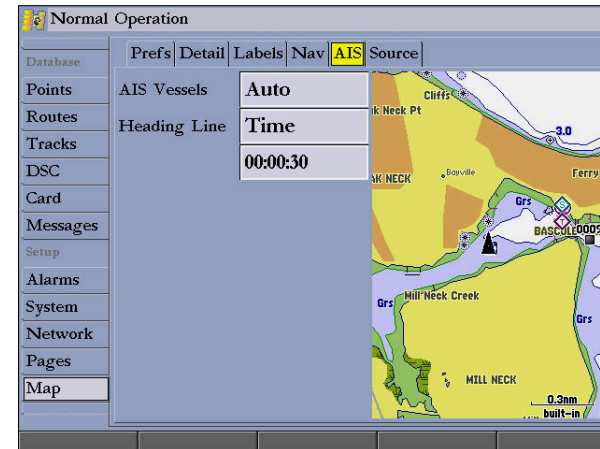 Normal Operation
Prefs Detail Labels Nav AIS Source
Database
Points
Routes
Tracks
DSC
Card
Messages
Setup
Alarms
System
Network
Pages
Map
AIS Vessels
Auto
Heading Line
Time
00:00:30
Cliffs
k Neck Pt
3.0
AK NECK
Bayville
Ferry
Grs
S
T
BASCULE
0009
Mill Neck Creek
Grs
Grs
MILL NECK
0.3nm
built-in